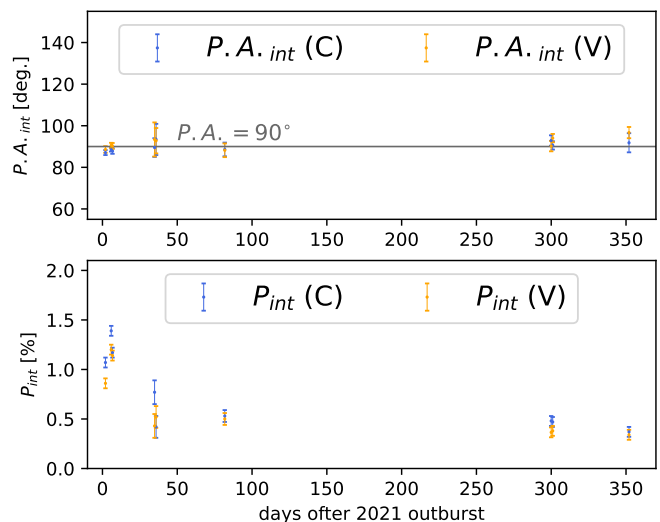 P.A.int (C) P.A.int (V)
P.A. = 90°
P.A.int [deg.]
140
120
100
80
60
0 50 100 150 200 250 300 350
Pint (C) Pint (V)
Pint [%]
2.0
1.5
1.0
0.5
0.0
0 50 100 150 200 250 300 350
days ofter 2021 outburst